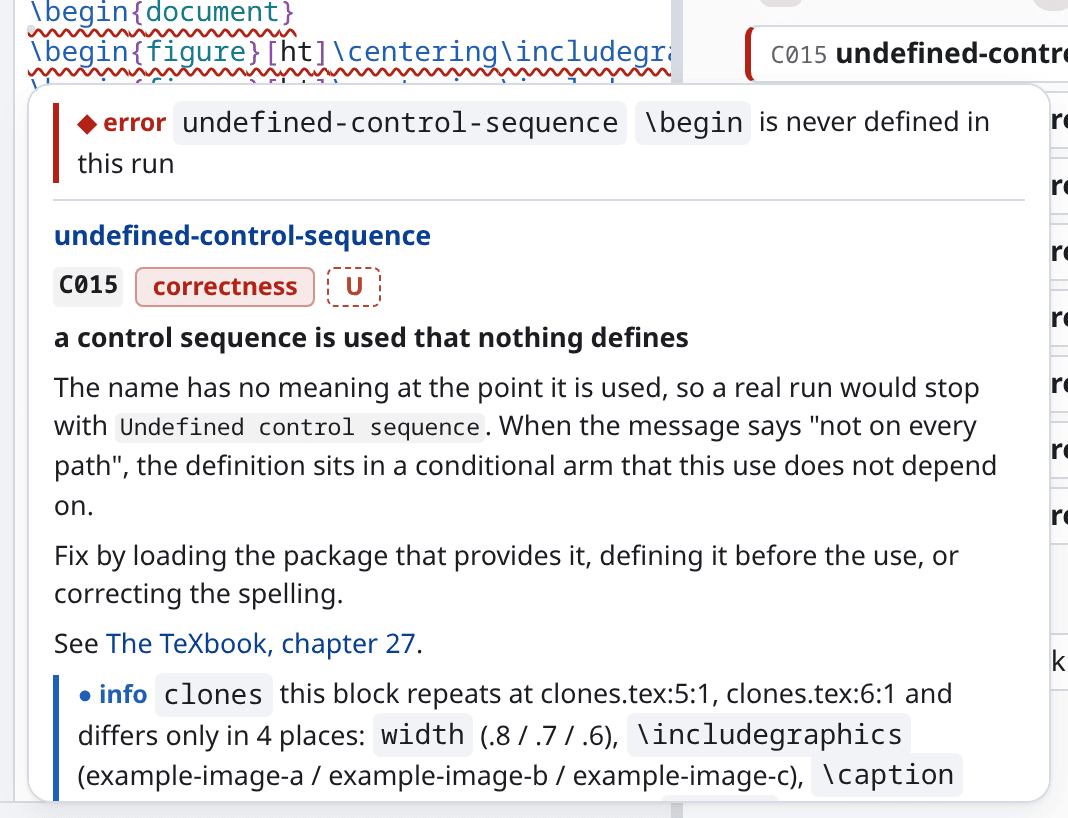 \begin{document}
\begin{figure}[ht]\centering\includegra
C015 undefined-contro
◆ error undefined-control-sequence \begin is never defined in
this run
undefined-control-sequence
C015 correctness U
a control sequence is used that nothing defines
The name has no meaning at the point it is used, so a real run would stop
with Undefined control sequence. When the message says "not on every
path", the definition sits in a conditional arm that this use does not depend
on.
Fix by loading the package that provides it, defining it before the use, or
correcting the spelling.
See The TeXbook, chapter 27.
● info clones this block repeats at clones.tex:5:1, clones.tex:6:1 and
differs only in 4 places: width (.8 / .7 / .6), \includegraphics
(example-image-a / example-image-b / example-image-c), \caption